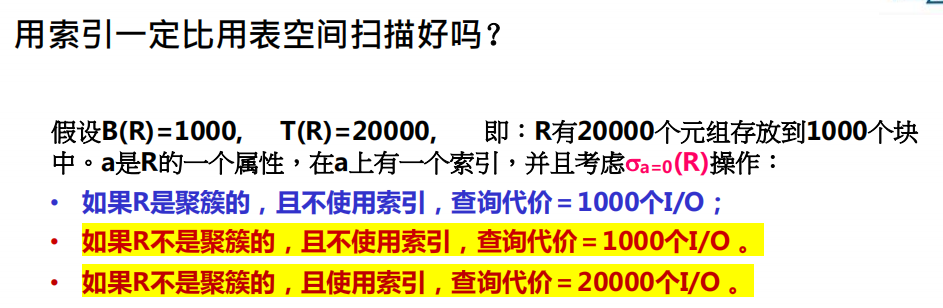 用索引一定比用表空间扫描好吗？
假设B(R)=1000, T(R)=20000, 即：R有20000个元组存放到1000个块
中。a是R的一个属性，在a上有一个索引，并且考虑σa=0(R)操作：
• 如果R是聚簇的，且不使用索引，查询代价＝1000个I/O；
• 如果R不是聚簇的，且不使用索引，查询代价＝1000个I/O 。
• 如果R不是聚簇的，且使用索引，查询代价＝20000个I/O 。